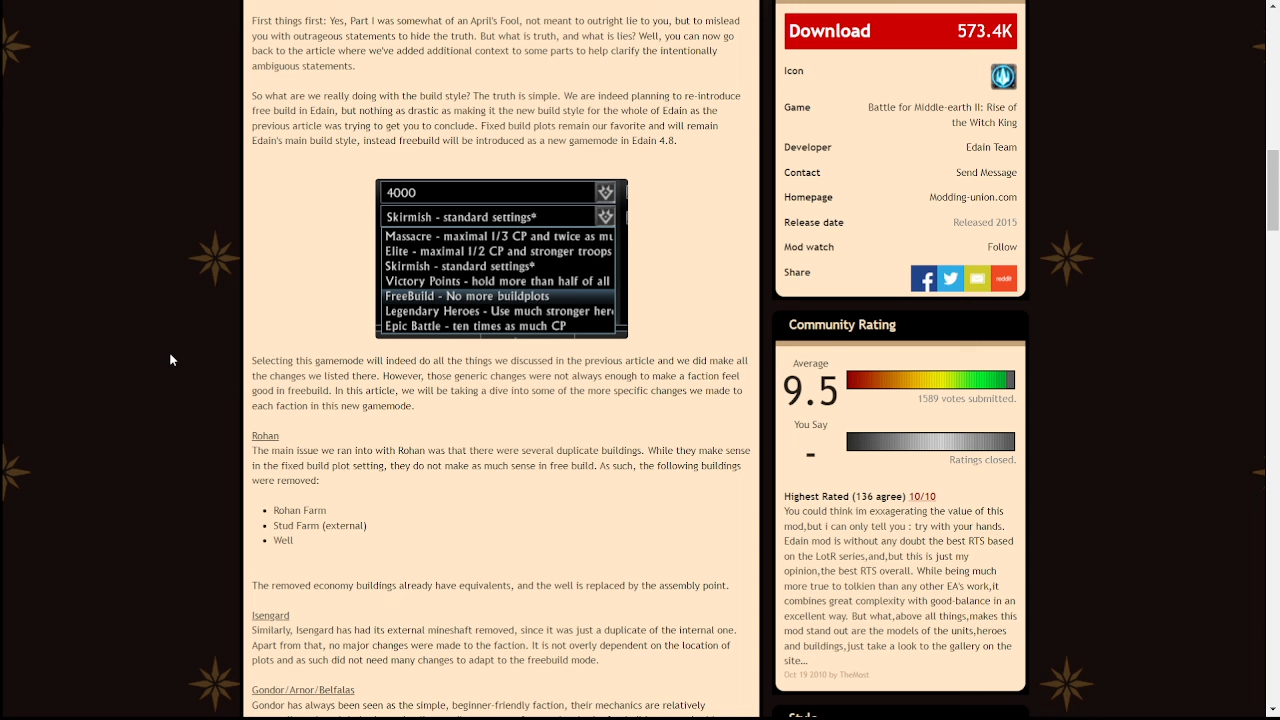 First things first: Yes, Part I was somewhat of an April's Fool, not meant to outright lie to you, but to mislead
you with outrageous statements to hide the truth. But what is truth, and what is lies? Well, you can now go
back to the article where we've added additional context to some parts to help clarify the intentionally
ambiguous statements.
So what are we really doing with the build style? The truth is simple. We are indeed planning to re-introduce
free build in Edain, but nothing as drastic as making it the new build style for the whole of Edain as the
previous article was trying to get you to conclude. Fixed build plots remain our favorite and will remain
Edain's main build style, instead freebuild will be introduced as a new gamemode in Edain 4.8.
4000
Skirmish - standard settings*
Massacre - maximal 1/3 CP and twice as mu
Elite - maximal 1/2 CP and stronger troops
Skirmish - standard settings*
Victory Points - hold more than half of all
FreeBuild - No more buildplots
Legendary Heroes - Use much stronger her
Epic Battle - ten times as much CP
Selecting this gamemode will indeed do all the things we discussed in the previous article and we did make all
the changes we listed there. However, those generic changes were not always enough to make a faction feel
good in freebuild. In this article, we will be taking a dive into some of the more specific changes we made to
each faction in this new gamemode.
Rohan
The main issue we ran into with Rohan was that there were several duplicate buildings. While they make sense
in the fixed build plot setting, they do not make as much sense in free build. As such, the following buildings
were removed:
• Rohan Farm
• Stud Farm (external)
• Well
The removed economy buildings already have equivalents, and the well is replaced by the assembly point.
Isengard
Similarly, Isengard has had its external mineshaft removed, since it was just a duplicate of the internal one.
Apart from that, no major changes were made to the faction. It is not overly dependent on the location of
plots and as such did not need many changes to adapt to the freebuild mode.
Gondor/Arnor/Belfalas
Gondor has always been seen as the simple, beginner-friendly faction, their mechanics are relatively
Download 573.4K
Icon
Game Battle for Middle-earth II: Rise of
the Witch King
Developer Edain Team
Contact Send Message
Homepage Modding-union.com
Release date Released 2015
Mod watch Follow
Share reddit
Community Rating
Average
9.5
1589 votes submitted.
You Say
-
Ratings closed.
Highest Rated (136 agree) 10/10
You could think im exxagerating the value of this
mod,but i can only tell you : try with your hands.
Edain mod is without any doubt the best RTS based
on the LotR series,and,but this is just my
opinion,the best RTS overall. While being much
more true to tolkien than any other EA's work,it
combines great complexity with good-balance in an
excellent way. But what,above all things,makes this
mod stand out are the models of the units,heroes
and buildings,just take a look to the gallery on the
site…
Oct 19 2010 by TheMost
Style